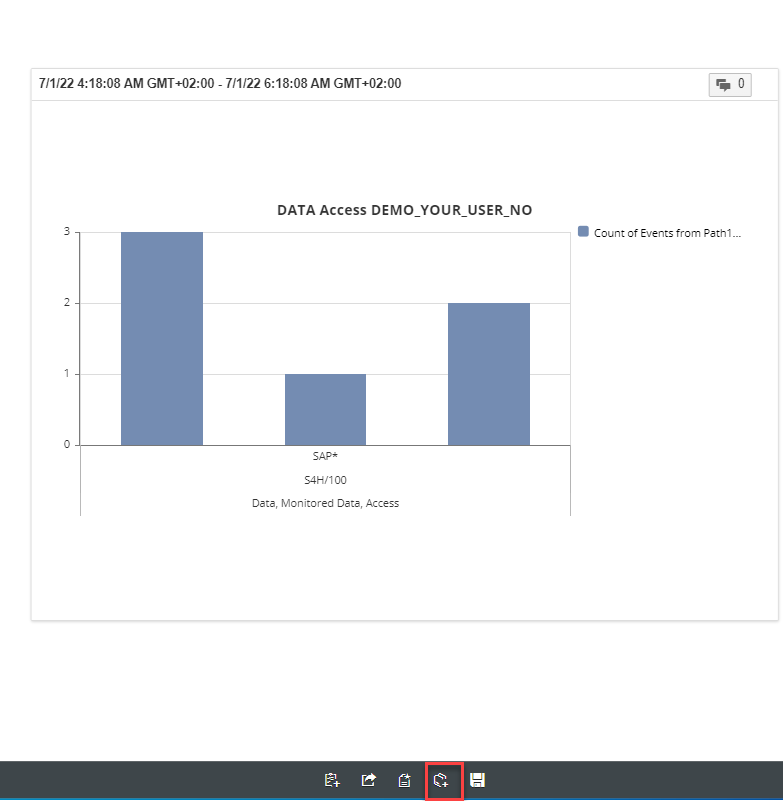 7/1/22 4:18:08 AM GMT+02:00 - 7/1/22 6:18:08 AM GMT+02:00
0
DATA Access DEMO_YOUR_USER_NO
Count of Events from Path1...
3
2
1
0
SAP*
S4H/100
Data, Monitored Data, Access